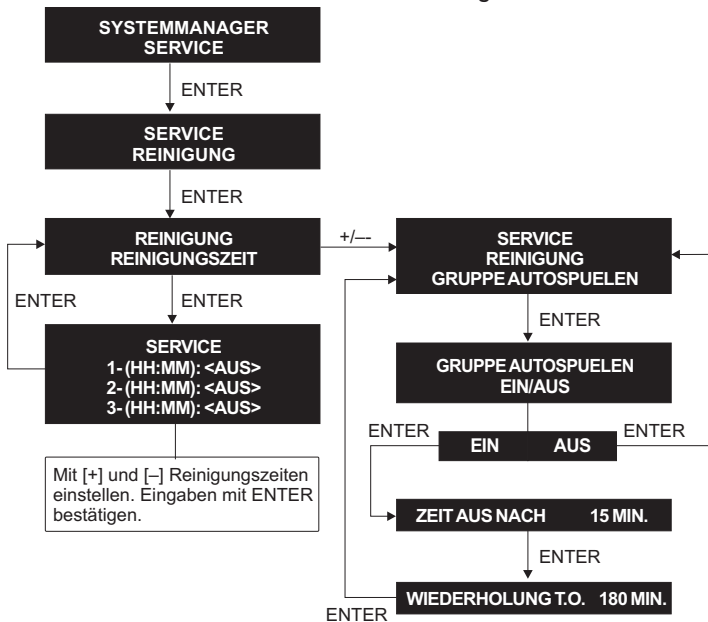 SYSTEMMANAGER
SERVICE
ENTER
SERVICE
REINIGUNG
ENTER
REINIGUNG
REINIGUNGSZEIT
ENTER
ENTER
SERVICE
1- (HH:MM): <AUS>
2- (HH:MM): <AUS>
3- (HH:MM): <AUS>
Mit [+] und [–] Reinigungszeiten
einstellen. Eingaben mit ENTER
bestätigen.
+/--
SERVICE
REINIGUNG
GRUPPE AUTOSPUELEN
ENTER
GRUPPE AUTOSPUELEN
EIN/AUS
ENTER
EIN AUS
ENTER
ZEIT AUS NACH 15 MIN.
ENTER
WIEDERHOLUNG T.O. 180 MIN.
ENTER